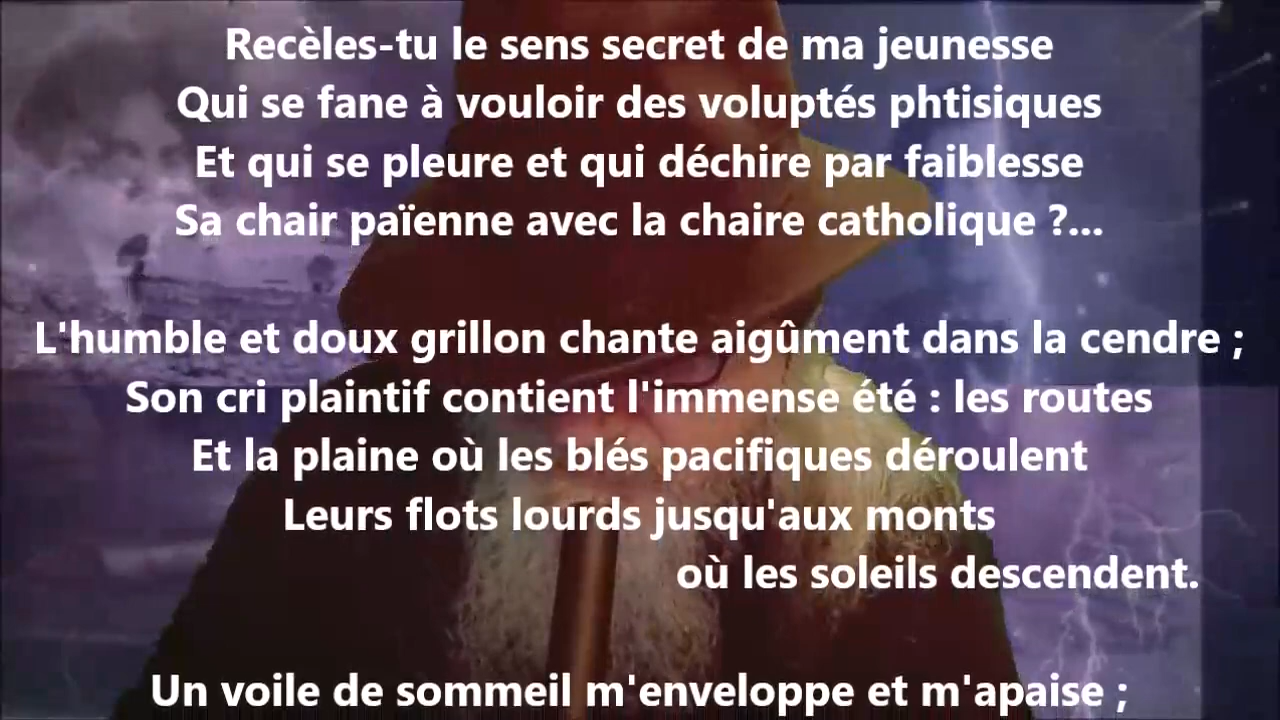 Recèles-tu le sens secret de ma jeunesse
Qui se fane à vouloir des voluptés phtisiques
Et qui se pleure et qui déchire par faiblesse
Sa chair païenne avec la chaire catholique ?...
L'humble et doux grillon chante aigûment dans la cendre ;
Son cri plaintif contient l'immense été : les routes
Et la plaine où les blés pacifiques déroulent
Leurs flots lourds jusqu'aux monts
où les soleils descendent.
Un voile de sommeil m'enveloppe et m'apaise ;